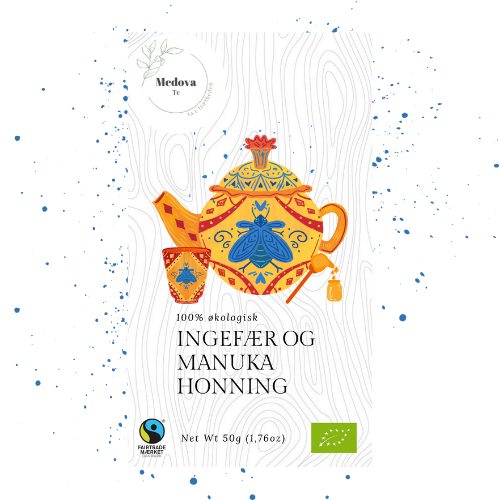 Medova
Te
100% økologisk
INGEFÆR OG
MANUKA
HONNING
FAIRTRADE
MÆRKET
Net Wt 50g (1,76oz)